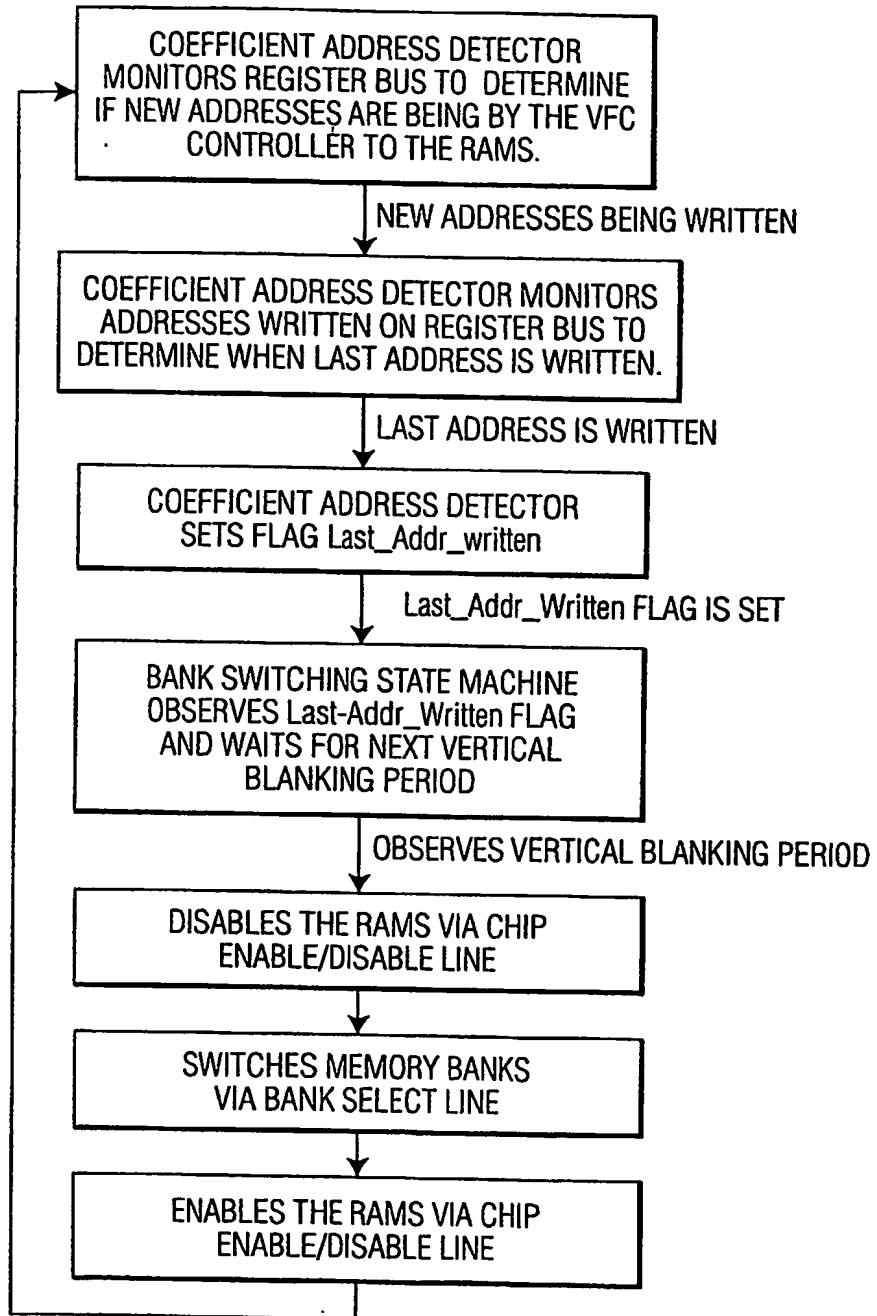 COEFFICIENT ADDRESS DETECTOR
MONITORS REGISTER BUS TO DETERMINE
IF NEW ADDRESSES ARE BEING BY THE VFC
CONTROLLER TO THE RAMS.
NEW ADDRESSES BEING WRITTEN
COEFFICIENT ADDRESS DETECTOR MONITORS
ADDRESSES WRITTEN ON REGISTER BUS TO
DETERMINE WHEN LAST ADDRESS IS WRITTEN.
LAST ADDRESS IS WRITTEN
COEFFICIENT ADDRESS DETECTOR
SETS FLAG Last_Addr_written
Last_Addr_Written FLAG IS SET
BANK SWITCHING STATE MACHINE
OBSERVES Last-Addr_Written FLAG
AND WAITS FOR NEXT VERTICAL
BLANKING PERIOD
OBSERVES VERTICAL BLANKING PERIOD
DISABLES THE RAMS VIA CHIP
ENABLE/DISABLE LINE
SWITCHES MEMORY BANKS
VIA BANK SELECT LINE
ENABLES THE RAMS VIA CHIP
ENABLE/DISABLE LINE